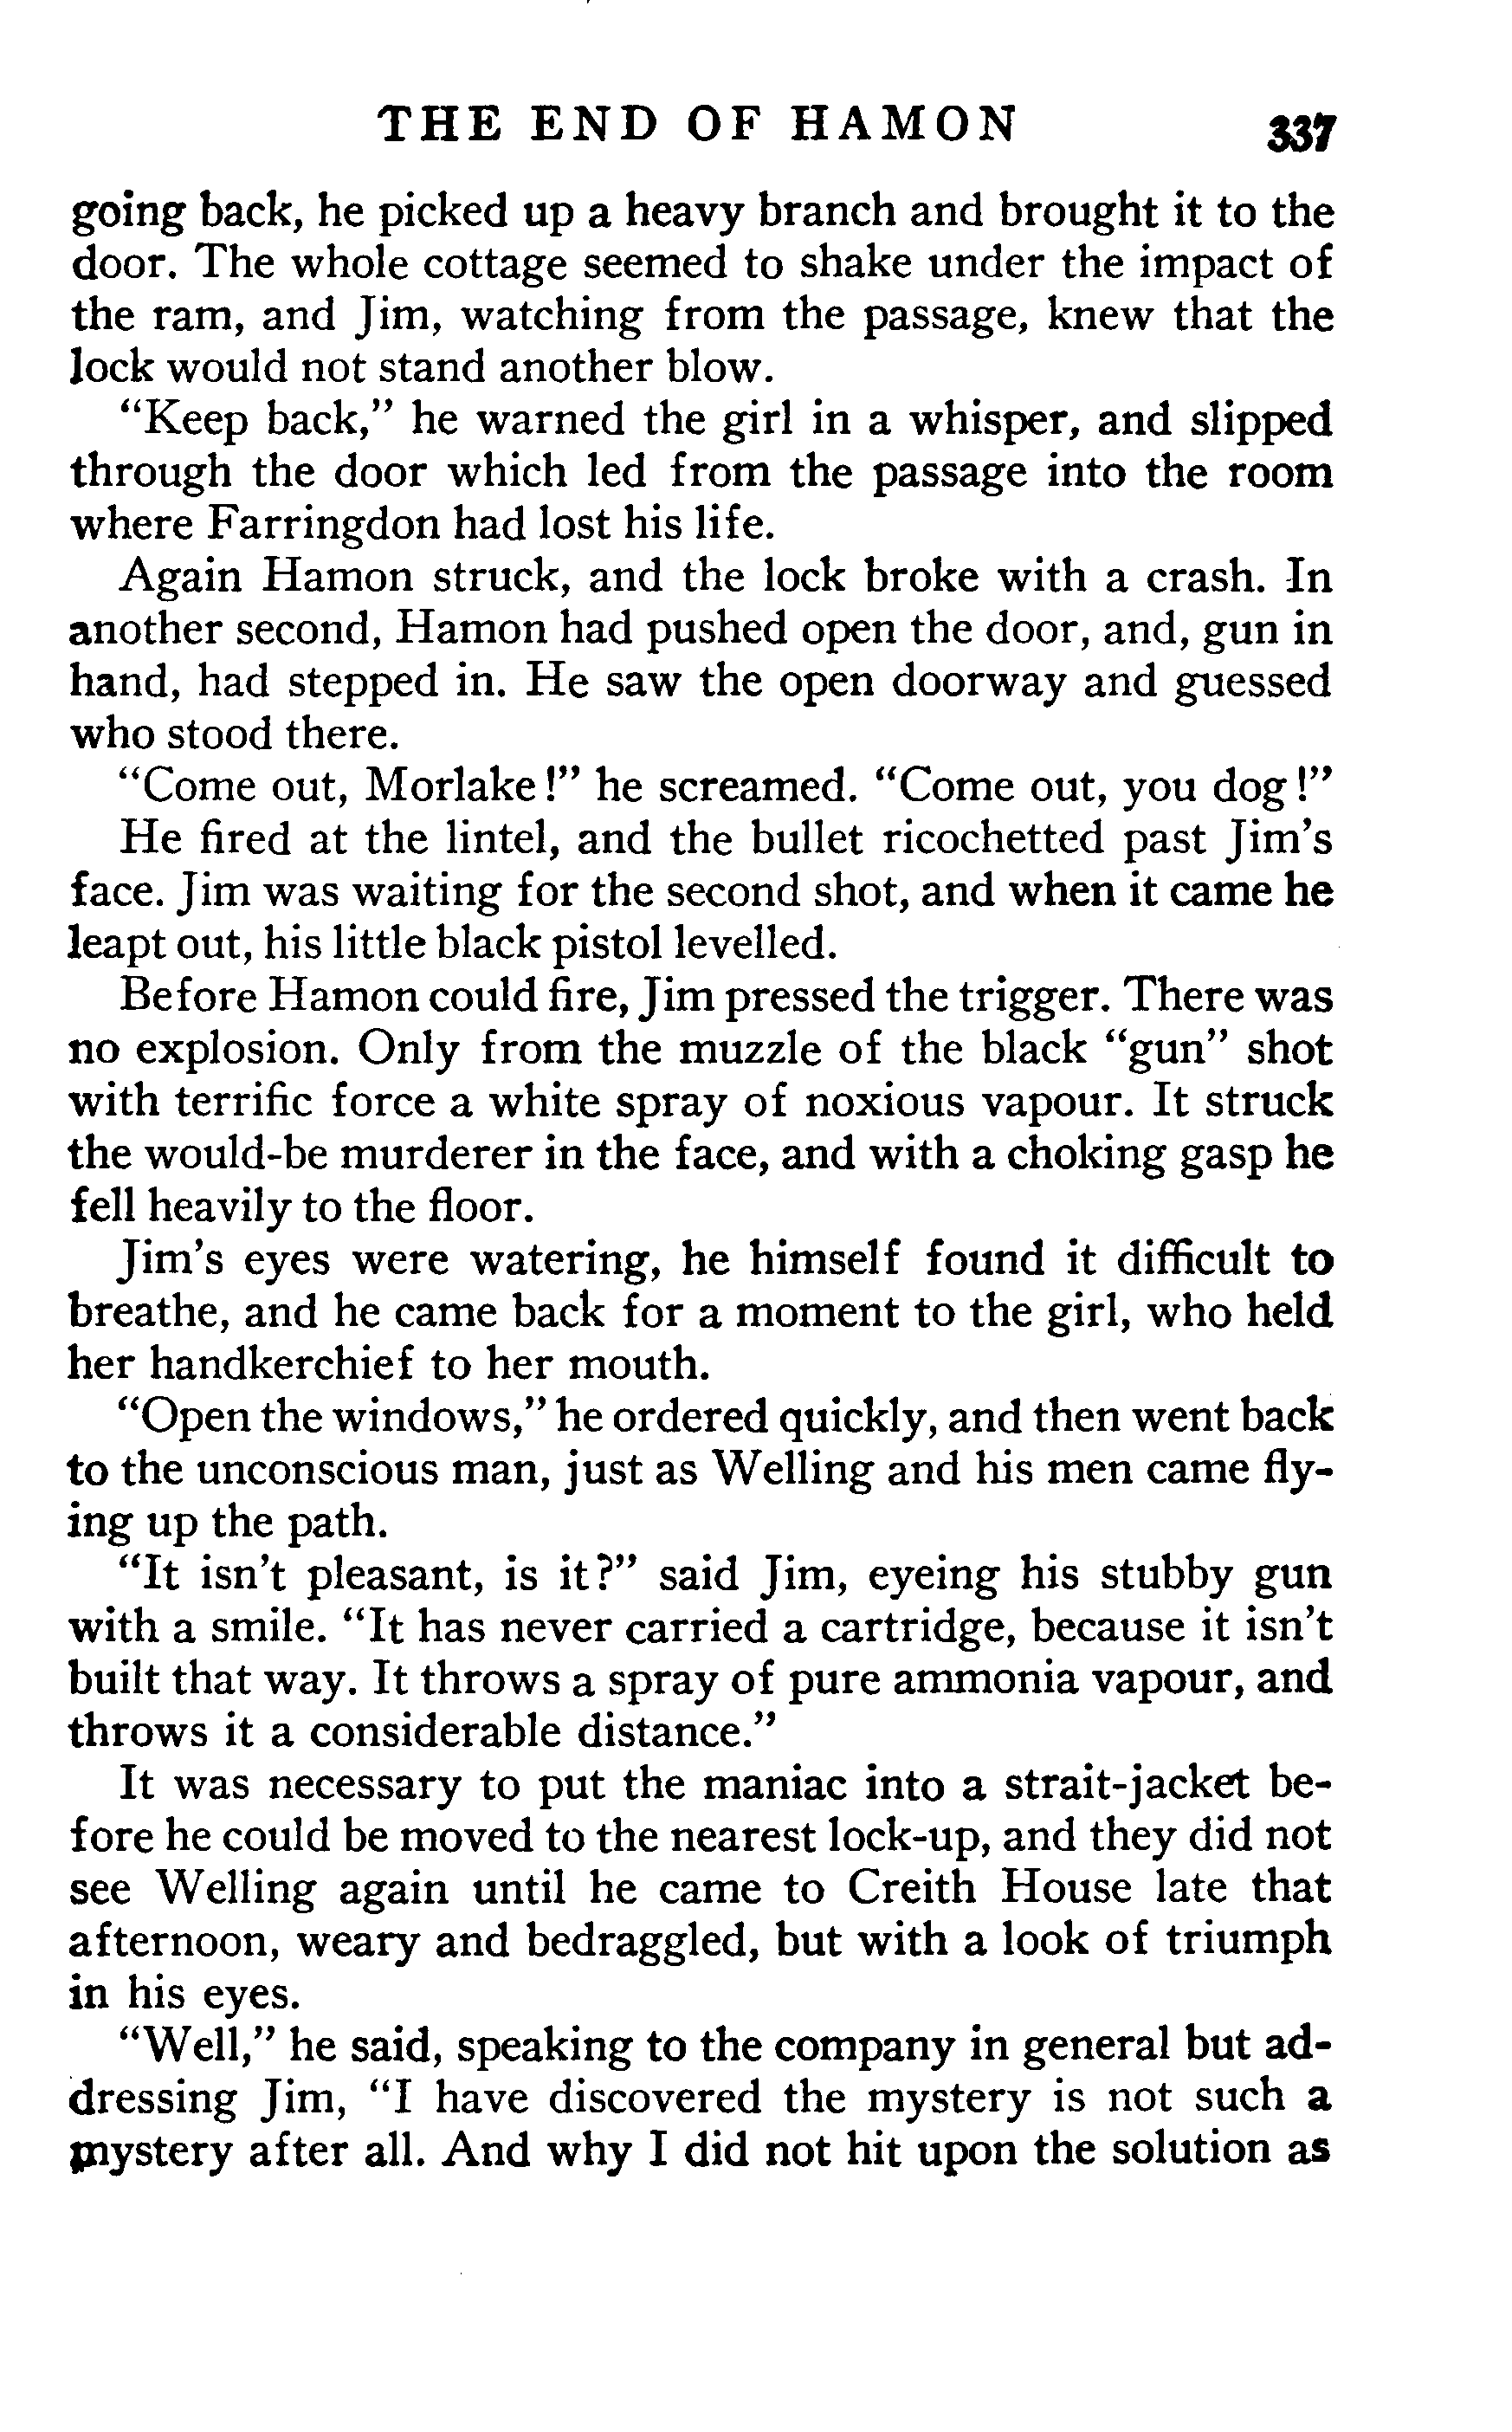 THE END OF HAMON 337
going back, he picked up a heavy branch and brought it to the
door. The whole cottage seemed to shake under the impact of
the ram, and Jim, watching from the passage, knew that the
lock would not stand another blow.
“Keep back,” he warned the girl in a whisper, and slipped
through the door which led from the passage into the room
where Farringdon had lost his life.
Again Hamon struck, and the lock broke with a crash. In
another second, Hamon had pushed open the door, and, gun in
hand, had stepped in. He saw the open doorway and guessed
who stood there.
“Come out, Morlake!” he screamed. “Come out, you dog!”
He fired at the lintel, and the bullet ricochetted past Jim’s
face. Jim was waiting for the second shot, and when it came he
leapt out, his little black pistol levelled.
Before Hamon could fire, Jim pressed the trigger. There was
no explosion. Only from the muzzle of the black “gun” shot
with terrific force a white spray of noxious vapour. It struck
the would-be murderer in the face, and with a choking gasp he
fell heavily to the floor.
Jim’s eyes were watering, he himself found it difficult to
breathe, and he came back for a moment to the girl, who held
her handkerchief to her mouth.
“Open the windows,” he ordered quickly, and then went back
to the unconscious man, just as Welling and his men came fly-
ing up the path.
“It isn’t pleasant, is it?” said Jim, eyeing his stubby gun
with a smile. “It has never carried a cartridge, because it isn’t
built that way. It throws a spray of pure ammonia vapour, and
throws it a considerable distance.”
It was necessary to put the maniac into a strait-jacket be-
fore he could be moved to the nearest lock-up, and they did not
see Welling again until he came to Creith House late that
afternoon, weary and bedraggled, but with a look of triumph
in his eyes.
“Well,” he said, speaking to the company in general but ad-
dressing Jim, “I have discovered the mystery is not such a
mystery after all. And why I did not hit upon the solution as